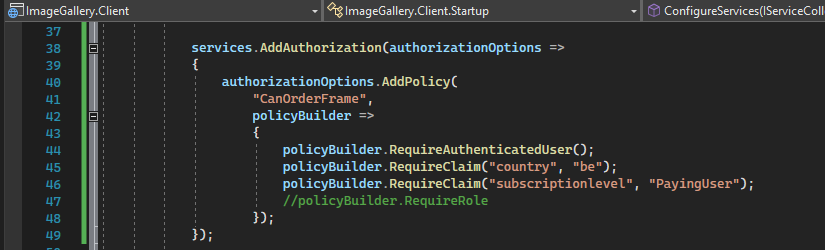 ImageGallery.Client
ImageGallery.Client.Startup
ConfigureServices(IServiceColl
37
38 services.AddAuthorization(authorizationOptions =>
39 {
40 authorizationOptions.AddPolicy(
41 "CanOrderFrame",
42 policyBuilder =>
43 {
44 policyBuilder.RequireAuthenticatedUser();
45 policyBuilder.RequireClaim("country", "be");
46 policyBuilder.RequireClaim("subscriptionlevel", "PayingUser");
47 //policyBuilder.RequireRole
48 });
49 });